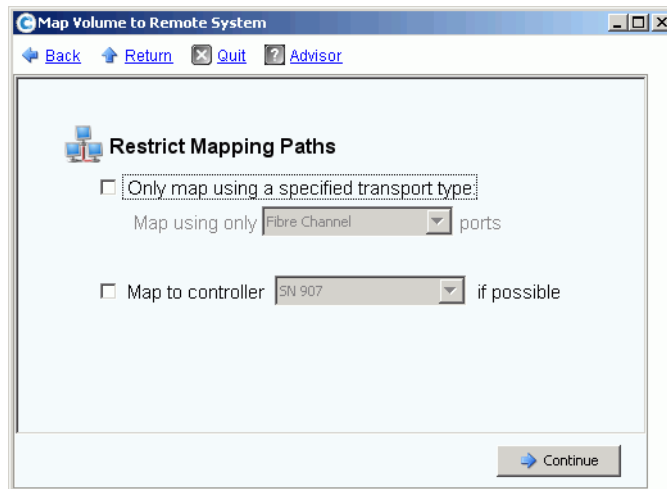 Map Volume to Remote System
Back Return Quit Advisor
Restrict Mapping Paths
Only map using a specified transport type:
Map using only Fibre Channel ports
Map to controller SN 907 if possible
Continue